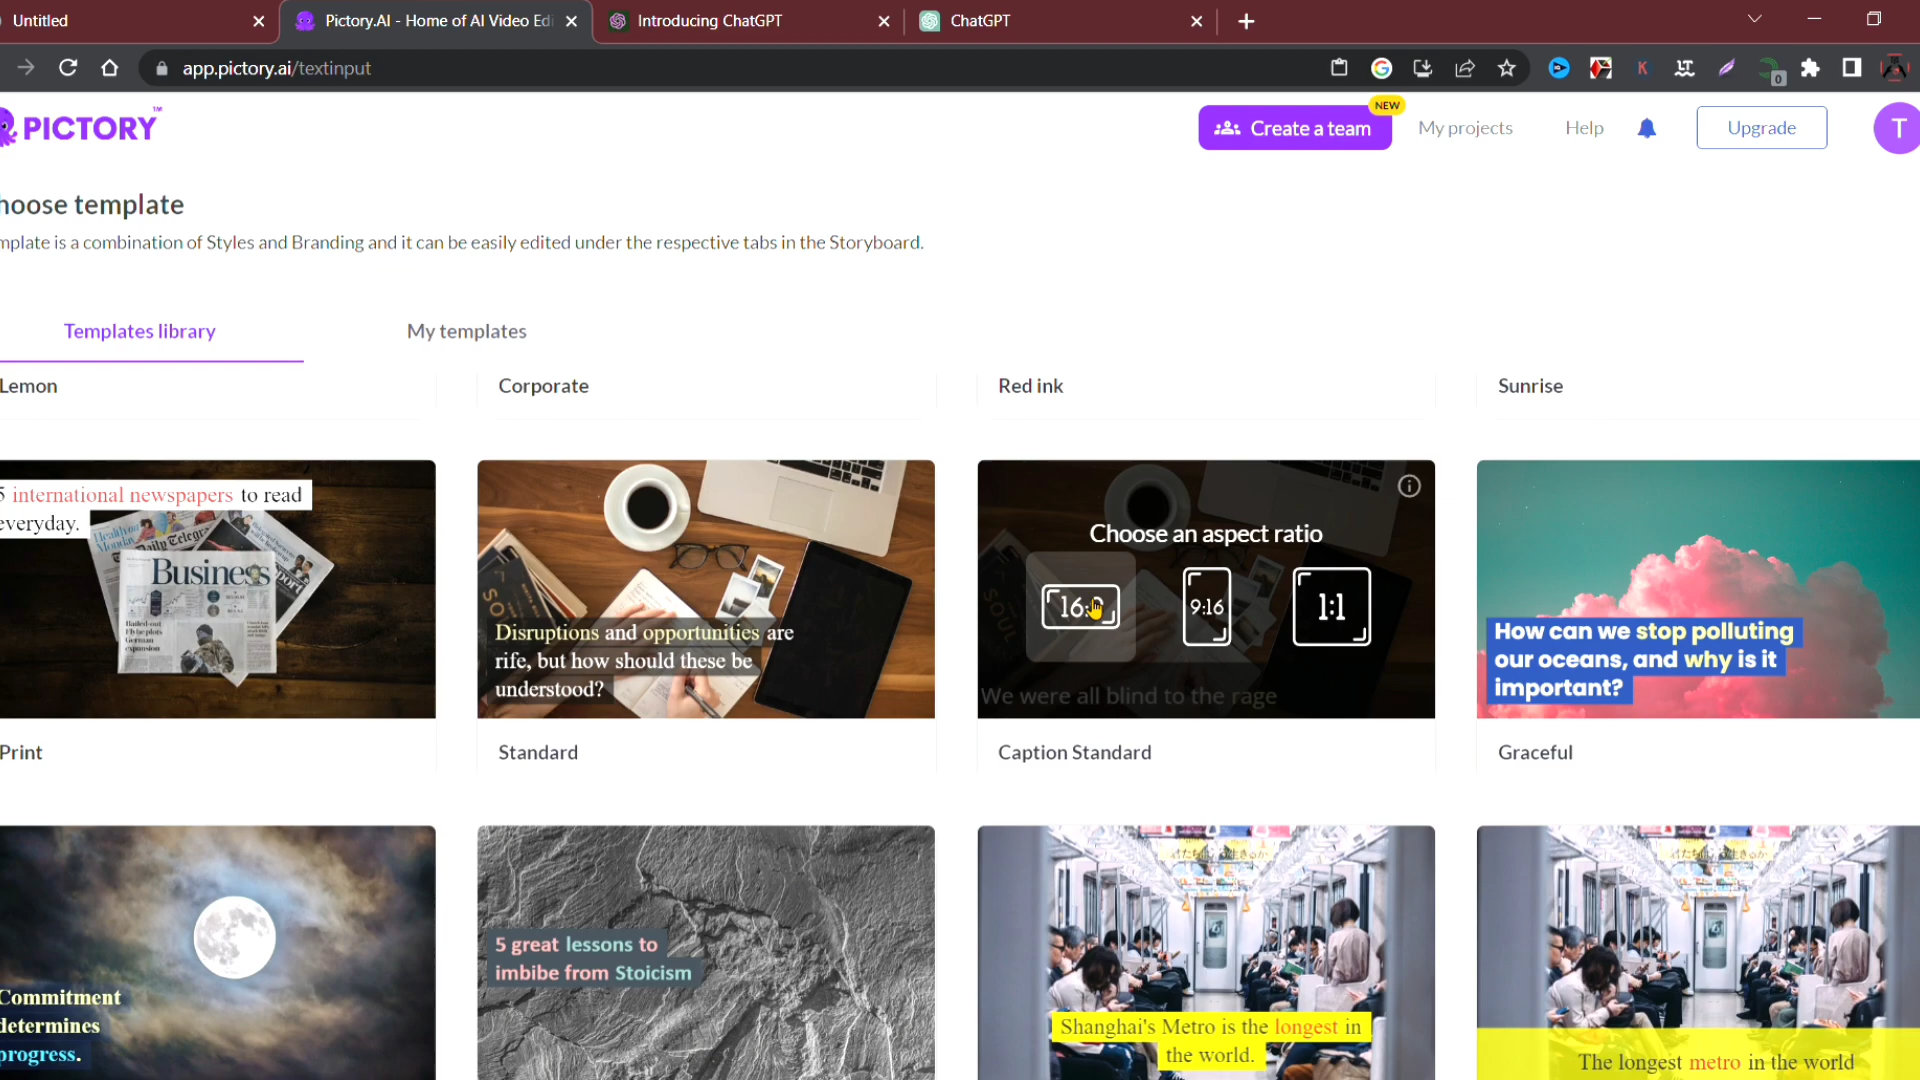 Untitled
Pictory.AI - Home of AI Video Edi
Introducing ChatGPT
ChatGPT
app.pictory.ai/textinput
K
LT
0
PICTORY™
NEW
Create a team
My projects
Help
Upgrade
T
hoose template
mplate is a combination of Styles and Branding and it can be easily edited under the respective tabs in the Storyboard.
Templates library
My templates
Lemon
Corporate
Red ink
Sunrise
5 international newspapers to read
everyday.
Business
Disruptions and opportunities are
rife, but how should these be
understood?
Choose an aspect ratio
9:16
1:1
We were all blind to the rage
How can we stop polluting
our oceans, and why is it
important?
Print
Standard
Caption Standard
Graceful
Commitment
determines
progress.
5 great lessons to
imbibe from Stoicism
Shanghai's Metro is the longest in
the world.
The longest metro in the world